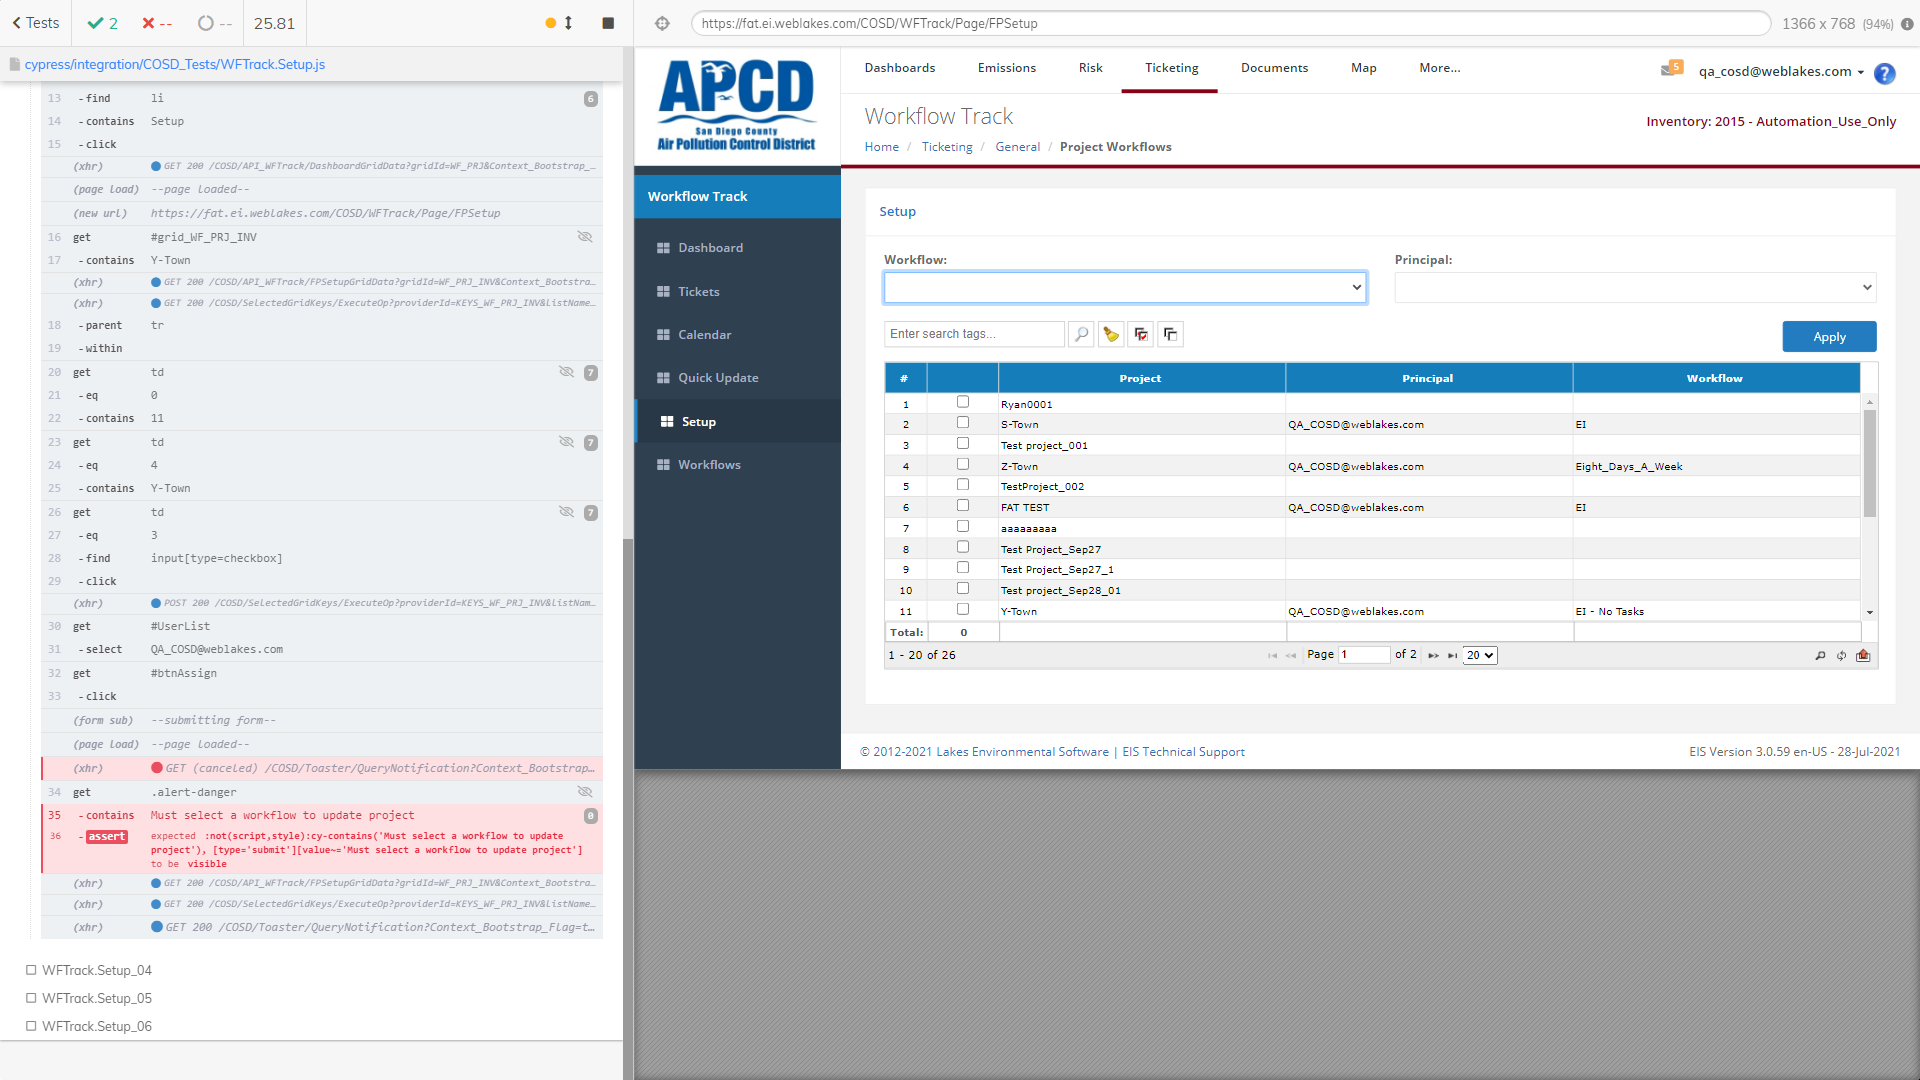 Tests
2
--
--
25.81
https://fat.ei.weblakes.com/COSD/WFTrack/Page/FPSetup
1366 x 768 (94%)
cypress/integration/COSD_Tests/WFTrack.Setup.js
13 -find li 6
14 -contains Setup
15 -click
(xhr) GET 200 /COSD/API_WFTrack/DashboardGridData?gridId=WF_PRJ&Context_Bootstrap_...
(page load) --page loaded--
(new url) https://fat.ei.weblakes.com/COSD/WFTrack/Page/FPSetup
16 get #grid_WF_PRJ_INV
17 -contains Y-Town
(xhr) GET 200 /COSD/API_WFTrack/FPSetupGridData?gridId=WF_PRJ_INV&Context_Bootstra...
(xhr) GET 200 /COSD/SelectedGridKeys/ExecuteOp?providerId=KEYS_WF_PRJ_INV&listName...
18 -parent tr
19 -within
20 get td 7
21 -eq 0
22 -contains 11
23 get td 7
24 -eq 4
25 -contains Y-Town
26 get td 7
27 -eq 3
28 -find input[type=checkbox]
29 -click
(xhr) POST 200 /COSD/SelectedGridKeys/ExecuteOp?providerId=KEYS_WF_PRJ_INV&listNam...
30 get #UserList
31 -select QA_COSD@weblakes.com
32 get #btnAssign
33 -click
(form sub) --submitting form--
(page load) --page loaded--
(xhr) GET (canceled) /COSD/Toaster/QueryNotification?Context_Bootstrap...
34 get .alert-danger
35 -contains Must select a workflow to update project 0
36 -assert expected :not(script,style):cy-contains('Must select a workflow to update
project'), [type='submit'][value~='Must select a workflow to update project']
to be visible
(xhr) GET 200 /COSD/API_WFTrack/FPSetupGridData?gridId=WF_PRJ_INV&Context_Bootstra...
(xhr) GET 200 /COSD/SelectedGridKeys/ExecuteOp?providerId=KEYS_WF_PRJ_INV&listName...
(xhr) GET 200 /COSD/Toaster/QueryNotification?Context_Bootstrap_Flag=t...
WFTrack.Setup_04
WFTrack.Setup_05
WFTrack.Setup_06
APCD
San Diego County
Air Pollution Control District
Dashboards Emissions Risk Ticketing Documents Map More...
5
qa_cosd@weblakes.com
?
Workflow Track
Inventory: 2015 - Automation_Use_Only
Home / Ticketing / General / Project Workflows
Workflow Track
Dashboard
Tickets
Calendar
Quick Update
Setup
Workflows
Setup
Workflow: Principal:
Enter search tags...
Apply
# Project Principal Workflow
1 Ryan0001
2 S-Town QA_COSD@weblakes.com EI
3 Test project_001
4 Z-Town QA_COSD@weblakes.com Eight_Days_A_Week
5 TestProject_002
6 FAT TEST QA_COSD@weblakes.com EI
7 aaaaaaaaa
8 Test Project_Sep27
9 Test Project_Sep27_1
10 Test project_Sep28_01
11 Y-Town QA_COSD@weblakes.com EI - No Tasks
Total: 0
1 - 20 of 26 Page 1 of 2 20
© 2012-2021 Lakes Environmental Software | EIS Technical Support
EIS Version 3.0.59 en-US - 28-Jul-2021